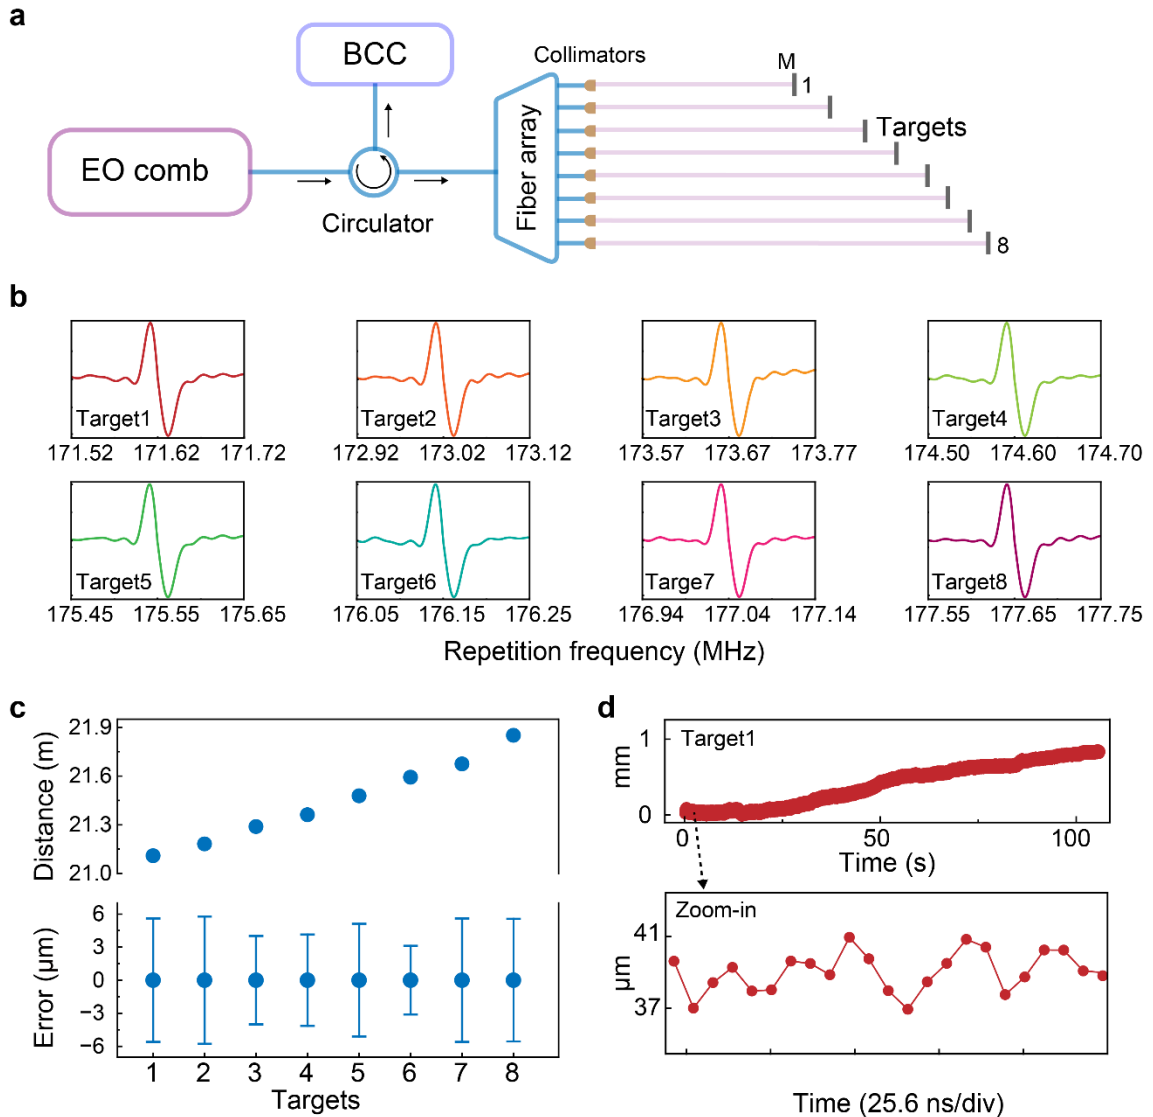 a
BCC
Collimators
M
1
EO comb
Fiber array
Targets
Circulator
8
b
Target1
171.52 171.62 171.72
Target2
172.92 173.02 173.12
Target3
173.57 173.67 173.77
Target4
174.50 174.60 174.70
Target5
175.45 175.55 175.65
Target6
176.05 176.15 176.25
Targe7
176.94 177.04 177.14
Target8
177.55 177.65 177.75
Repetition frequency (MHz)
c
Distance (m)
21.9
21.6
21.3
21.0
Error (μm)
6
3
0
−3
−6
1 2 3 4 5 6 7 8
Targets
d
mm
1
0
Target1
0 50 100
Time (s)
Zoom-in
μm
41
37
Time (25.6 ns/div)